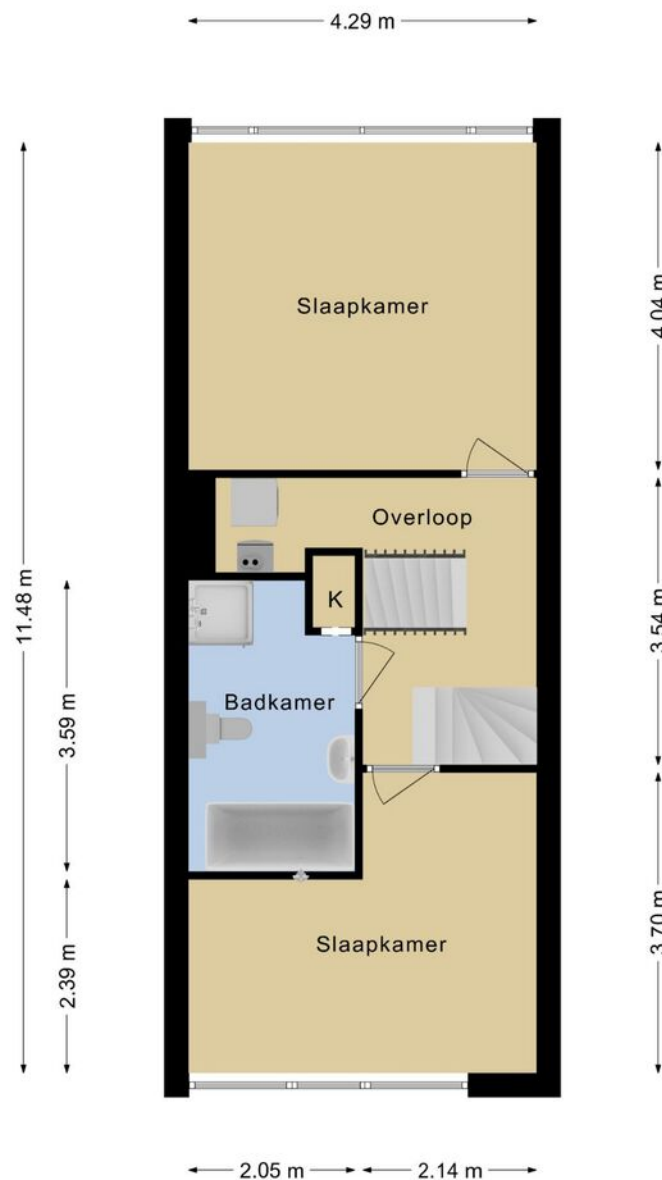 4.29 m
Slaapkamer
4.04 m
Overloop
11.48 m
K
3.54 m
Badkamer
3.59 m
Slaapkamer
3.70 m
2.39 m
2.05 m
2.14 m